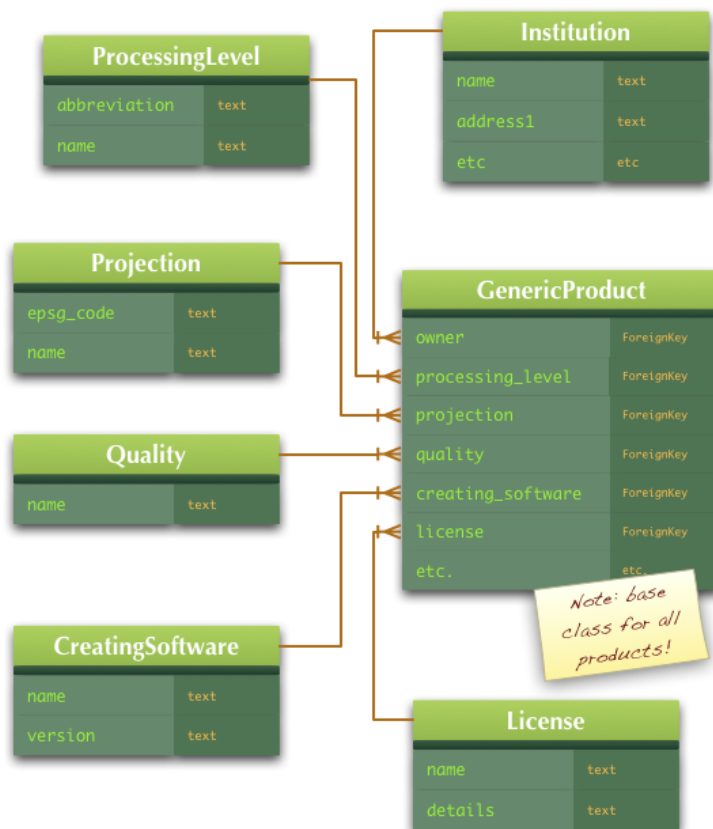 ProcessingLevel
abbreviation text
name text
Institution
name text
address1 text
etc etc
Projection
epsg_code text
name text
GenericProduct
owner ForeignKey
processing_level ForeignKey
projection ForeignKey
quality ForeignKey
creating_software ForeignKey
license ForeignKey
etc. etc.
Note: base
class for all
products!
Quality
name text
CreatingSoftware
name text
version text
License
name text
details text